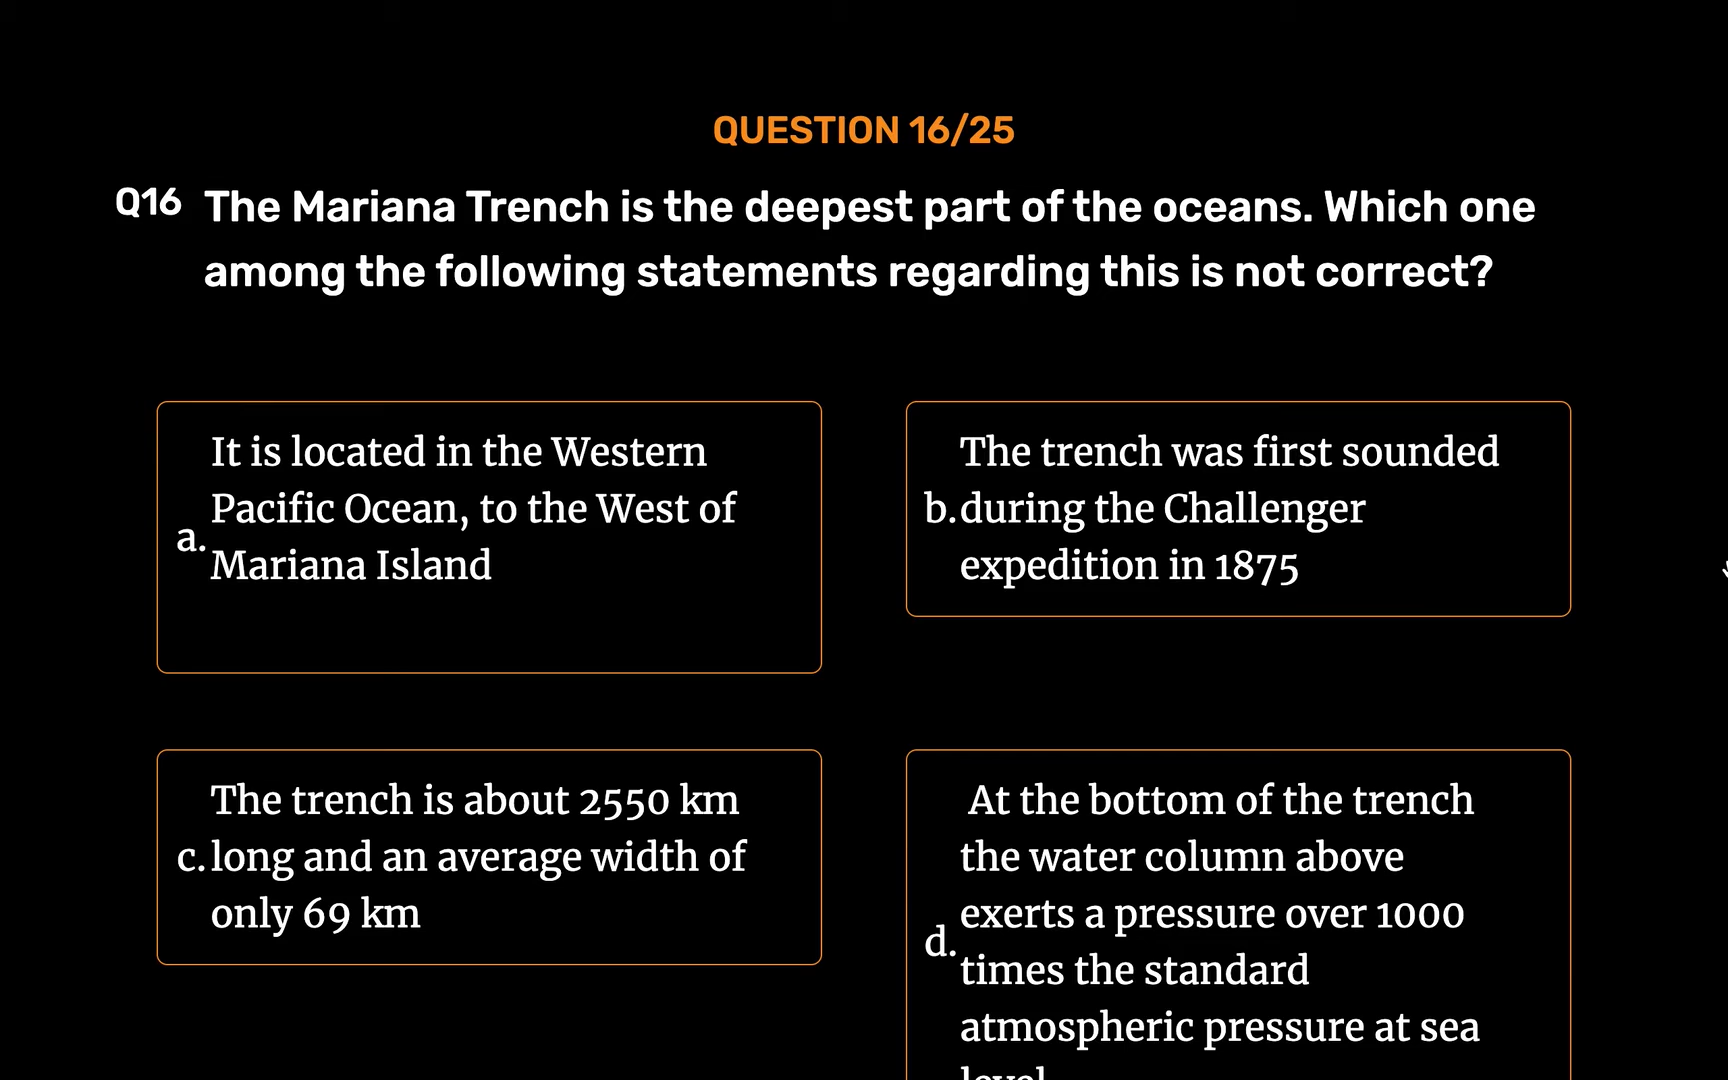 QUESTION 16/25
Q16 The Mariana Trench is the deepest part of the oceans. Which one
among the following statements regarding this is not correct?
a. It is located in the Western
Pacific Ocean, to the West of
Mariana Island
b. The trench was first sounded
during the Challenger
expedition in 1875
c. The trench is about 2550 km
long and an average width of
only 69 km
d. At the bottom of the trench
the water column above
exerts a pressure over 1000
times the standard
atmospheric pressure at sea
level